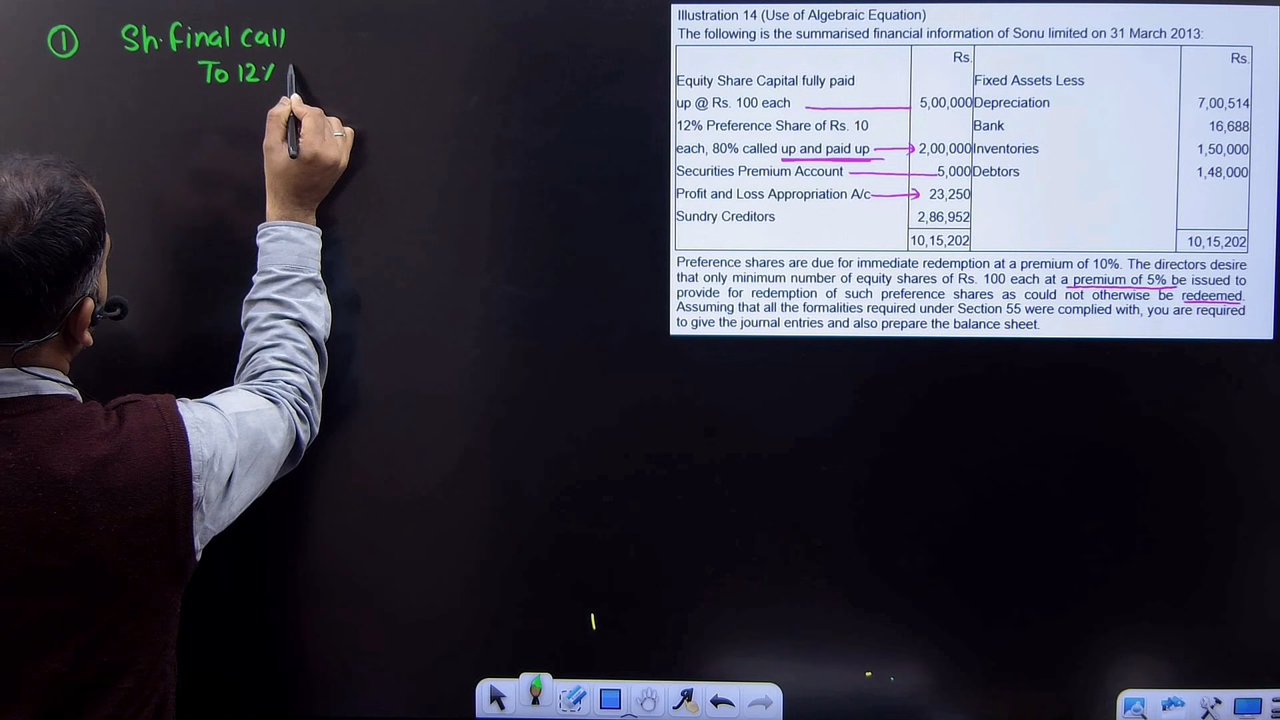 ① Sh. final call
To 12%
Illustration 14 (Use of Algebraic Equation)
The following is the summarised financial information of Sonu limited on 31 March 2013:
Rs. Rs.
Equity Share Capital fully paid Fixed Assets Less
up @ Rs. 100 each 5,00,000 Depreciation 7,00,514
12% Preference Share of Rs. 10 Bank 16,688
each, 80% called up and paid up 2,00,000 Inventories 1,50,000
Securities Premium Account 5,000 Debtors 1,48,000
Profit and Loss Appropriation A/c 23,250
Sundry Creditors 2,86,952
10,15,202 10,15,202
Preference shares are due for immediate redemption at a premium of 10%. The directors desire
that only minimum number of equity shares of Rs. 100 each at a premium of 5% be issued to
provide for redemption of such preference shares as could not otherwise be redeemed.
Assuming that all the formalities required under Section 55 were complied with, you are required
to give the journal entries and also prepare the balance sheet.